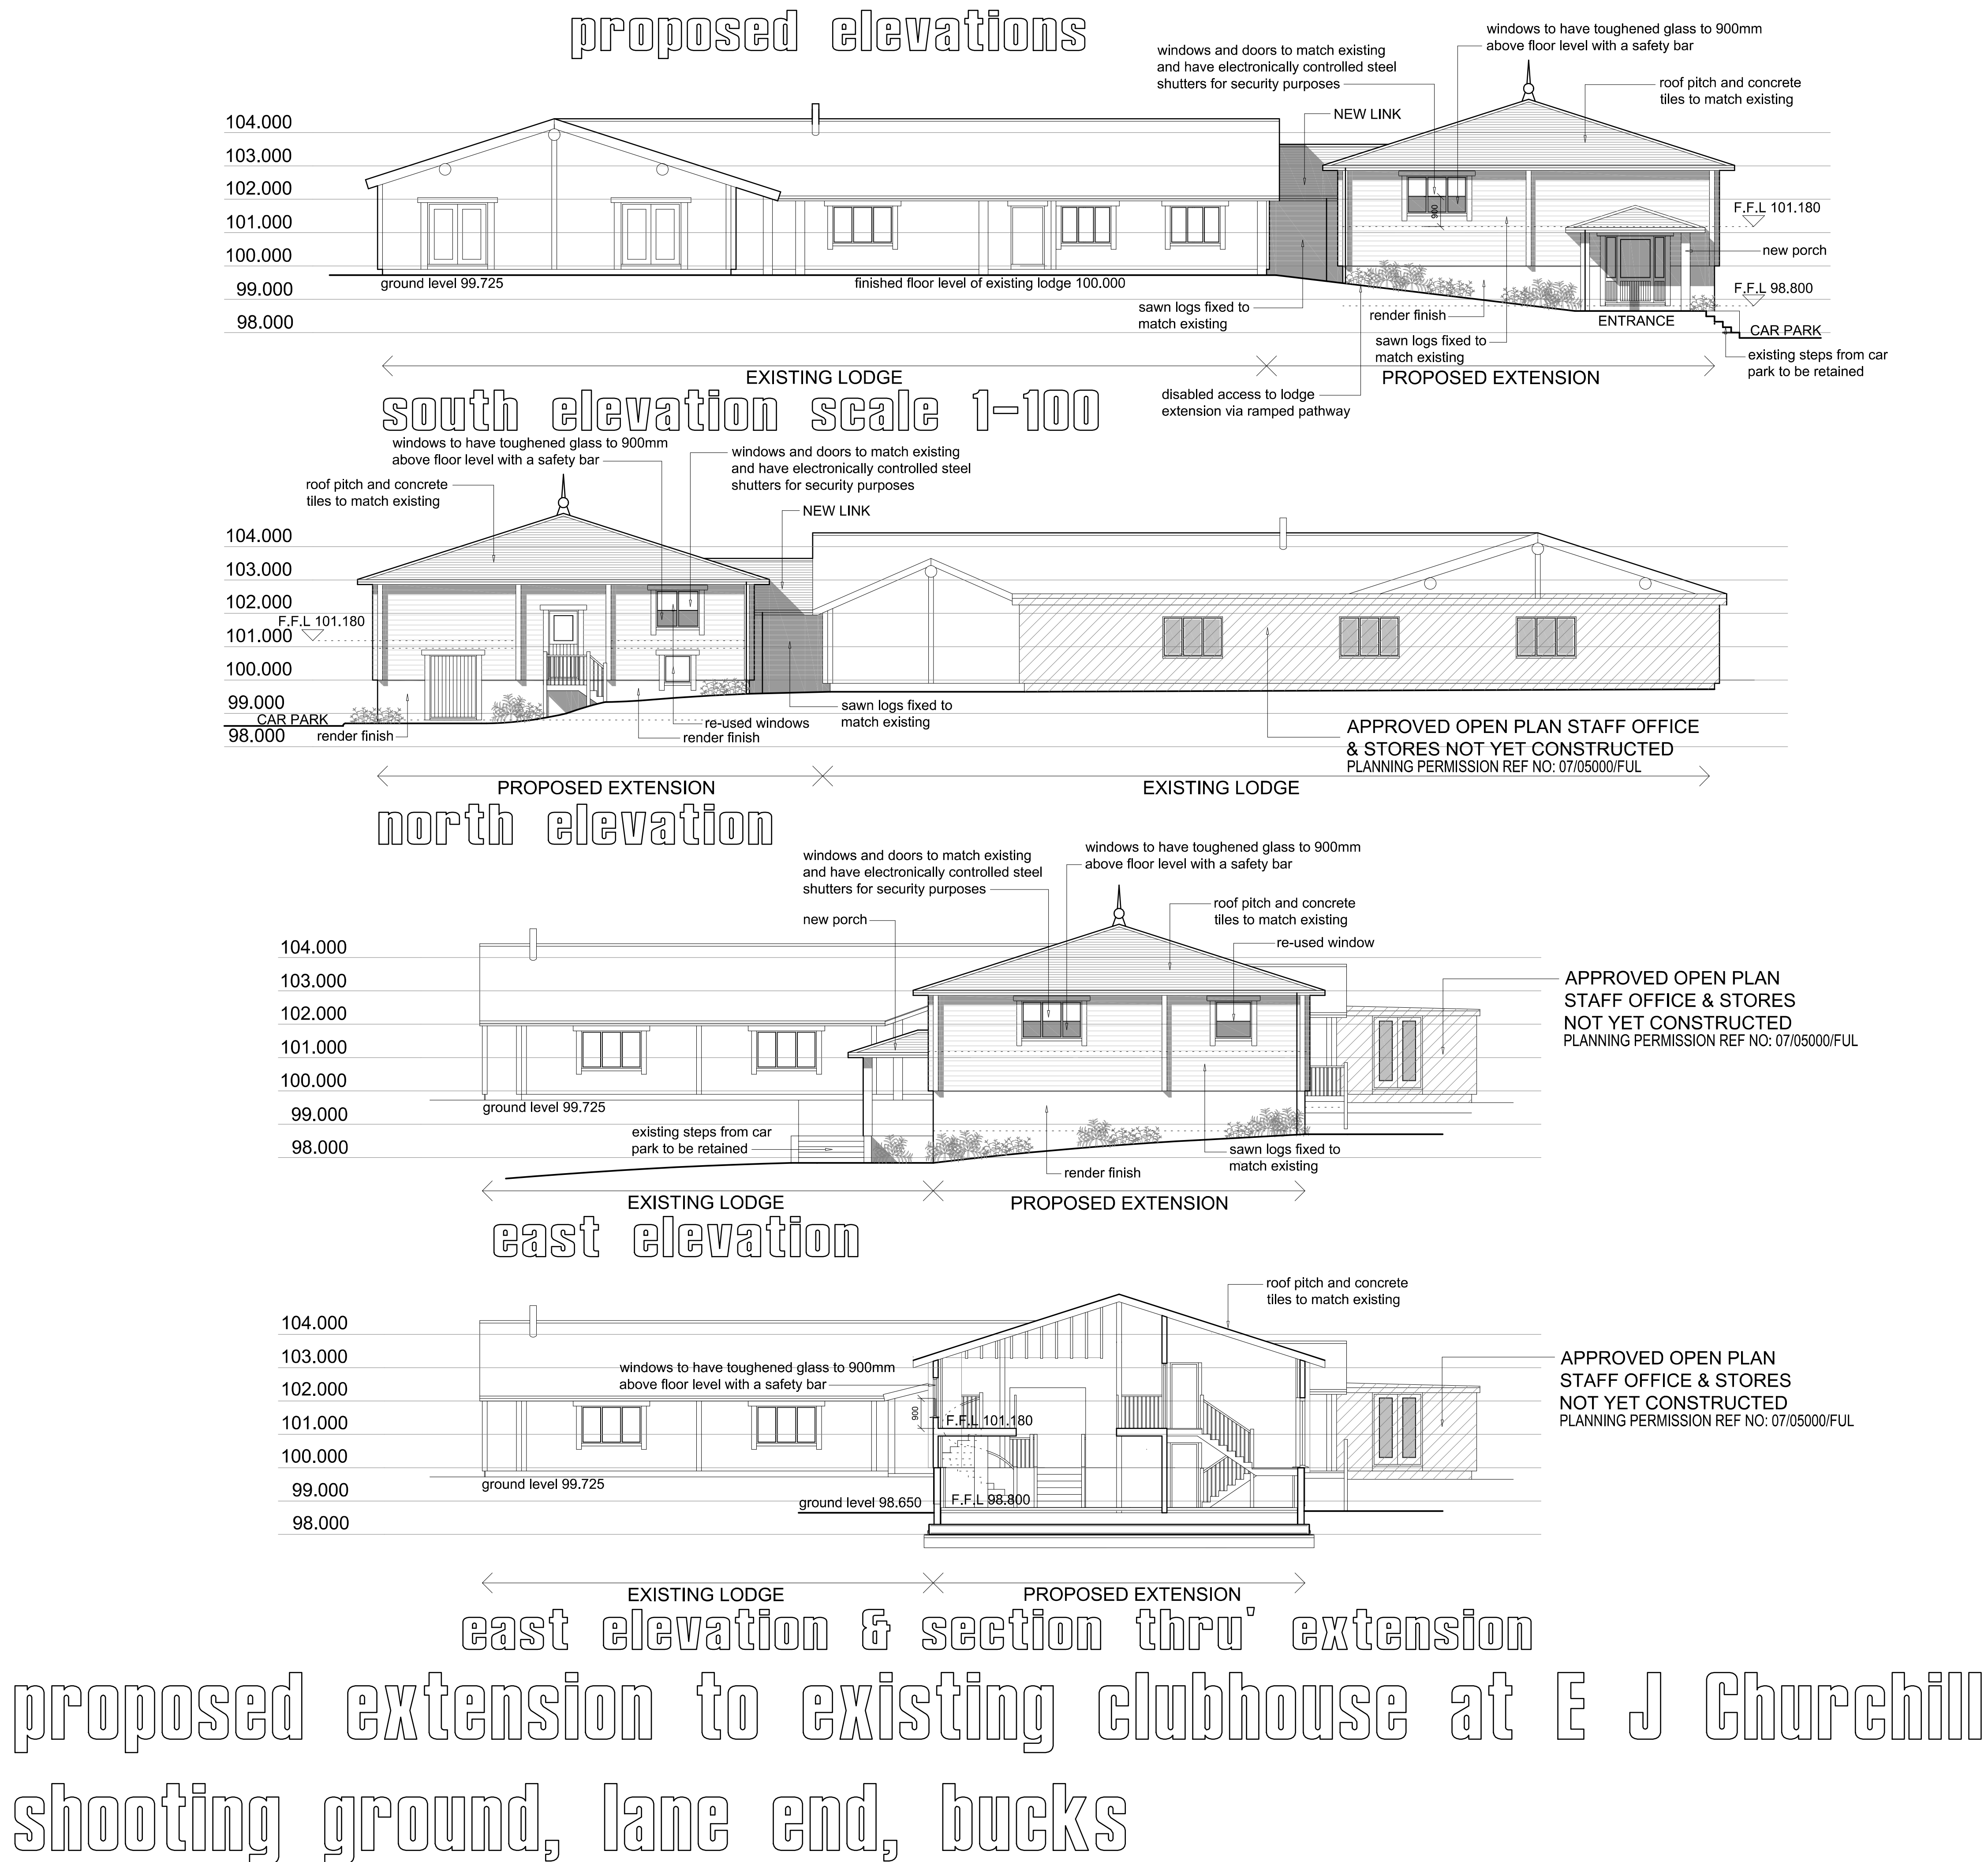 proposed elevations
windows to have toughened glass to 900mm
above floor level with a safety bar
windows and doors to match existing
and have electronically controlled steel
shutters for security purposes
roof pitch and concrete
tiles to match existing
NEW LINK
104.000
103.000
102.000
101.000
100.000
99.000
98.000
900
F.F.L 101.180
new porch
F.F.L 98.800
ground level 99.725
finished floor level of existing lodge 100.000
sawn logs fixed to
match existing
render finish
ENTRANCE
CAR PARK
sawn logs fixed to
match existing
existing steps from car
park to be retained
EXISTING LODGE
PROPOSED EXTENSION
disabled access to lodge
extension via ramped pathway
south elevation scale 1-100
windows to have toughened glass to 900mm
above floor level with a safety bar
windows and doors to match existing
and have electronically controlled steel
shutters for security purposes
roof pitch and concrete
tiles to match existing
NEW LINK
104.000
103.000
102.000
F.F.L 101.180
101.000
100.000
99.000
CAR PARK
98.000
render finish
re-used windows
render finish
sawn logs fixed to
match existing
APPROVED OPEN PLAN STAFF OFFICE
& STORES NOT YET CONSTRUCTED
PLANNING PERMISSION REF NO: 07/05000/FUL
PROPOSED EXTENSION
EXISTING LODGE
north elevation
windows and doors to match existing
and have electronically controlled steel
shutters for security purposes
windows to have toughened glass to 900mm
above floor level with a safety bar
new porch
roof pitch and concrete
tiles to match existing
re-used window
104.000
103.000
102.000
101.000
100.000
99.000
98.000
APPROVED OPEN PLAN
STAFF OFFICE & STORES
NOT YET CONSTRUCTED
PLANNING PERMISSION REF NO: 07/05000/FUL
ground level 99.725
existing steps from car
park to be retained
render finish
sawn logs fixed to
match existing
EXISTING LODGE
PROPOSED EXTENSION
east elevation
roof pitch and concrete
tiles to match existing
104.000
103.000
102.000
101.000
100.000
99.000
98.000
windows to have toughened glass to 900mm
above floor level with a safety bar
900
F.F.L 101.180
APPROVED OPEN PLAN
STAFF OFFICE & STORES
NOT YET CONSTRUCTED
PLANNING PERMISSION REF NO: 07/05000/FUL
ground level 99.725
ground level 98.650
F.F.L 98.800
EXISTING LODGE
PROPOSED EXTENSION
east elevation & section thru' extension
proposed extension to existing clubhouse at E J Churchill
shooting ground, lane end, bucks